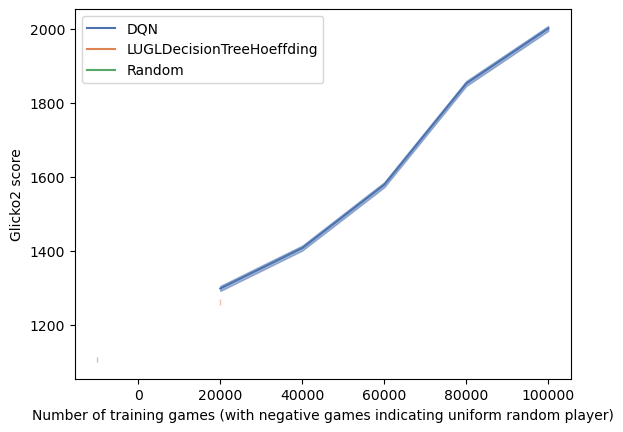 DQN
LUGLDecisionTreeHoeffding
Random
2000
1800
1600
1400
1200
Glicko2 score
0 20000 40000 60000 80000 100000
Number of training games (with negative games indicating uniform random player)